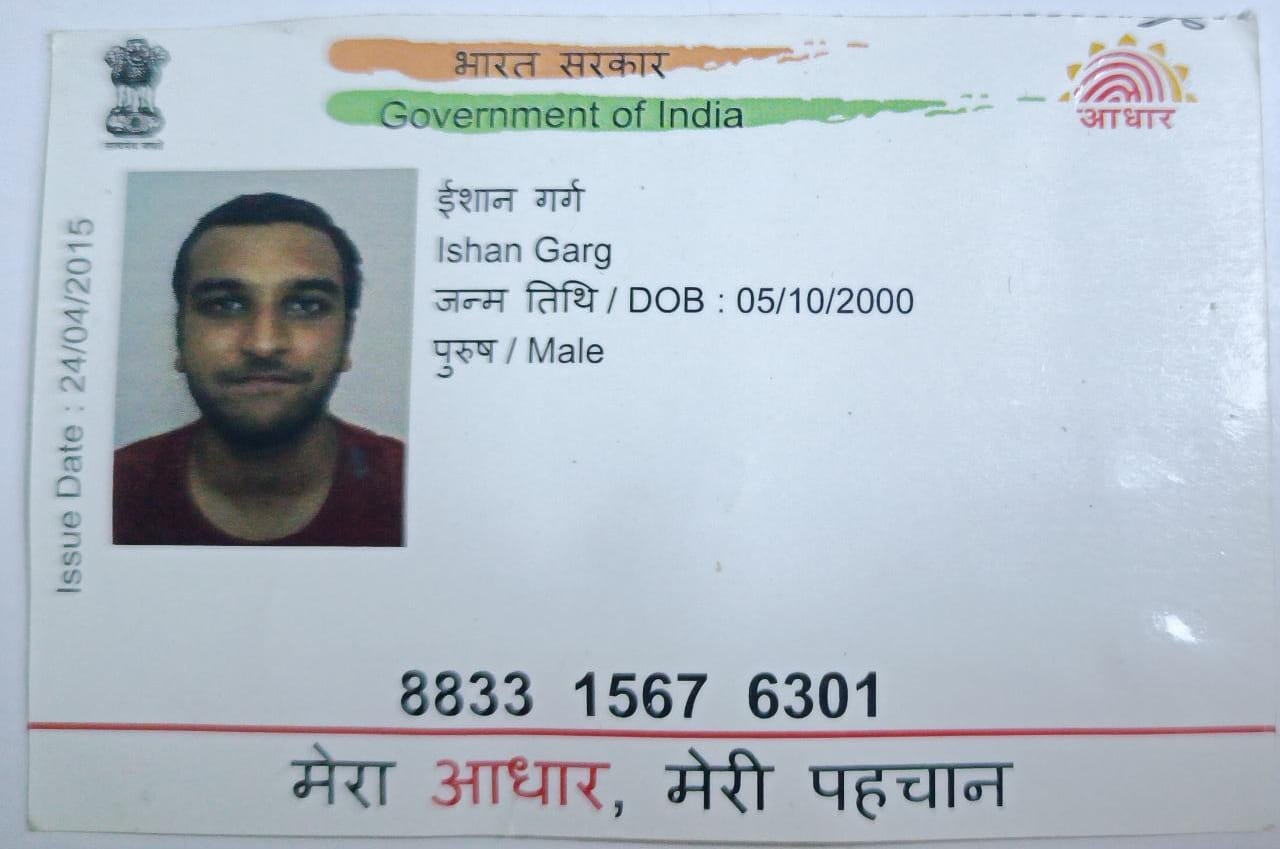 भारत सरकार
Government of India
आधार
Issue Date : 24/04/2015
ईशान गर्ग
Ishan Garg
जन्म तिथि / DOB : 05/10/2000
पुरुष / Male
8833 1567 6301
मेरा आधार, मेरी पहचान